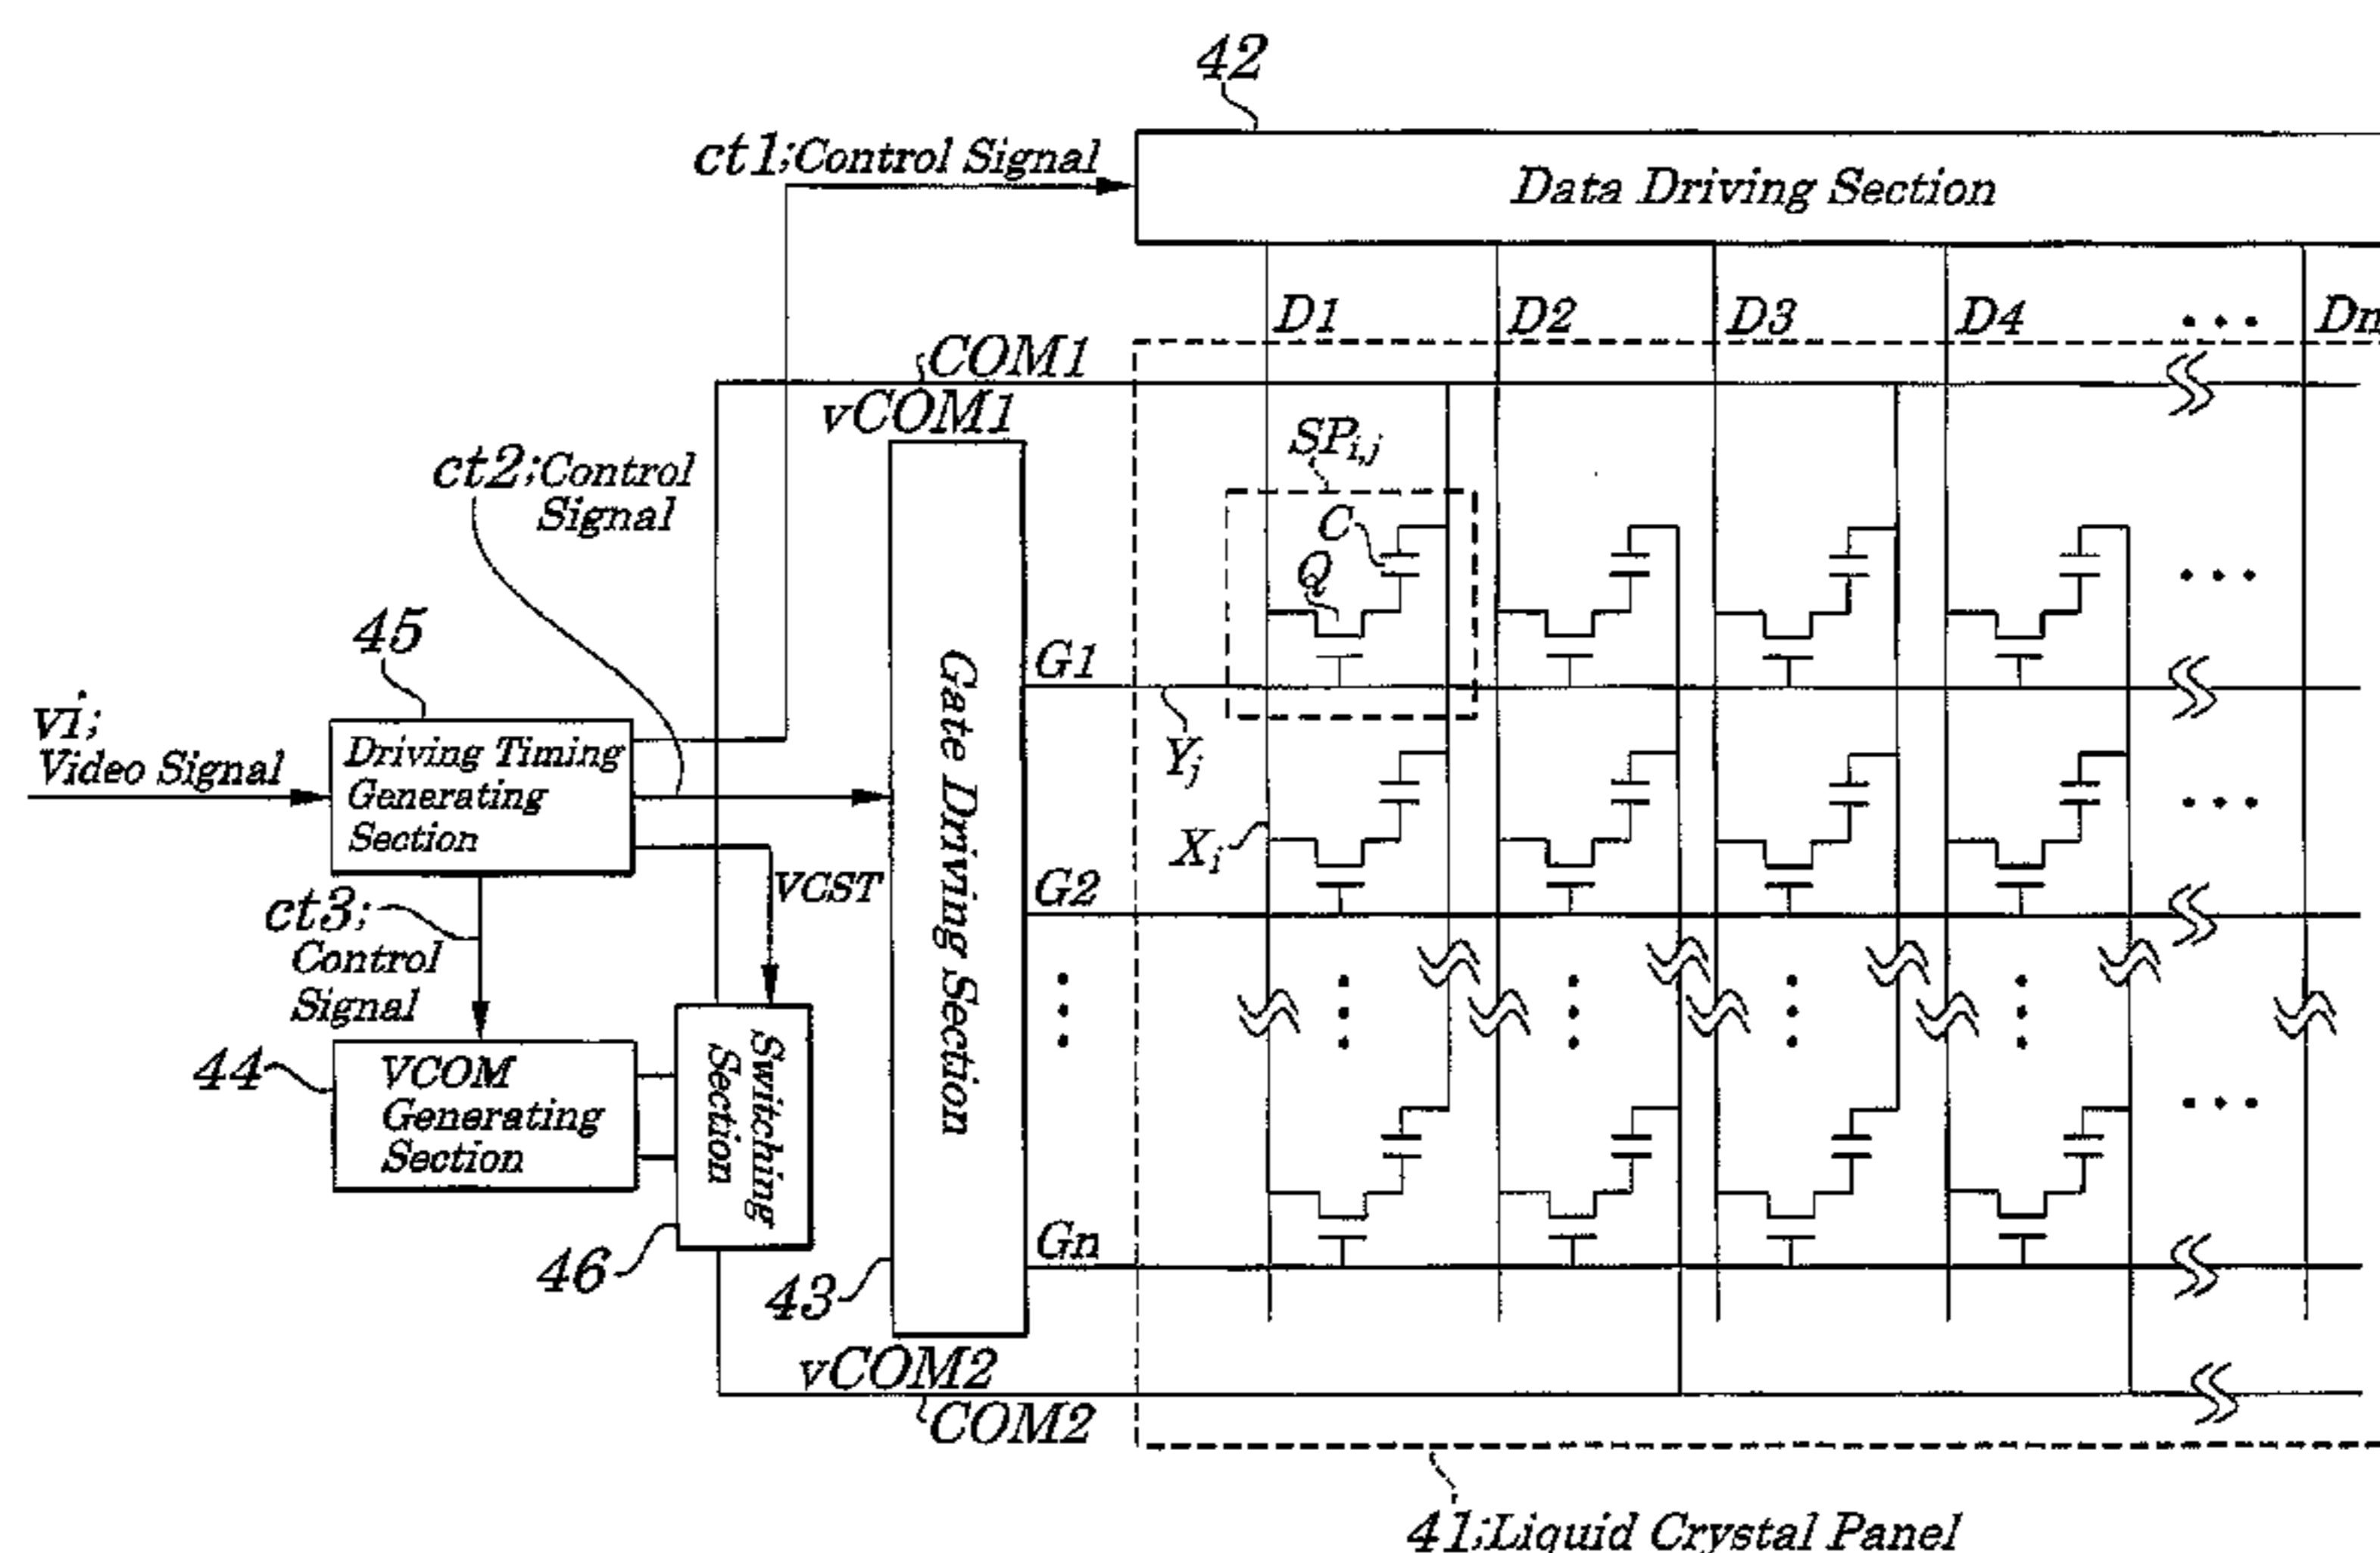 42
ct1;Control Signal
Data Driving Section
D1 D2 D3 D4 • • • Dn
COM1
vCOM1
SPi,j
ct2;Control
Signal
C
Q
45
G1
vi;
Video Signal
Driving Timing
Generating
Section
Yj
Xi
VCST
Gate Driving Section
G2
ct3;
Control
Signal
44
VCOM
Generating
Section
Switching
Section
46
43
Gn
vCOM2
COM2
41;Liquid Crystal Panel